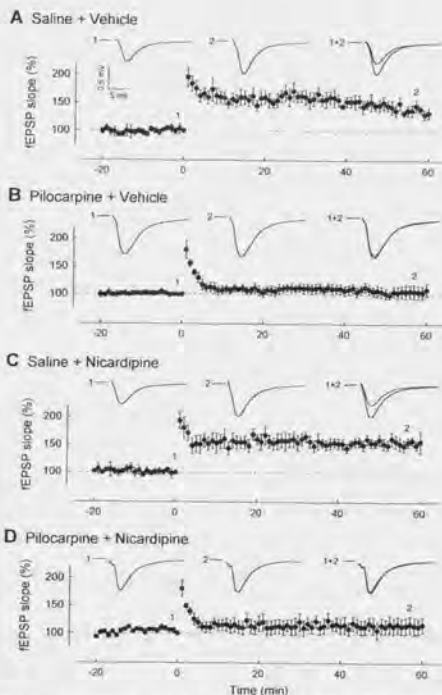 A Saline + Vehicle
1 2 1+2
0.5 mV
5 ms
fEPSP slope (%)
200
150
100
1 2
-20 0 20 40 60
B Pilocarpine + Vehicle
1 2 1+2
fEPSP slope (%)
200
150
100
1 2
-20 0 20 40 60
C Saline + Nicardipine
1 2 1+2
fEPSP slope (%)
200
150
100
1 2
-20 0 20 40 60
D Pilocarpine + Nicardipine
1 2 1+2
fEPSP slope (%)
200
150
100
1 2
-20 0 20 40 60
Time (min)